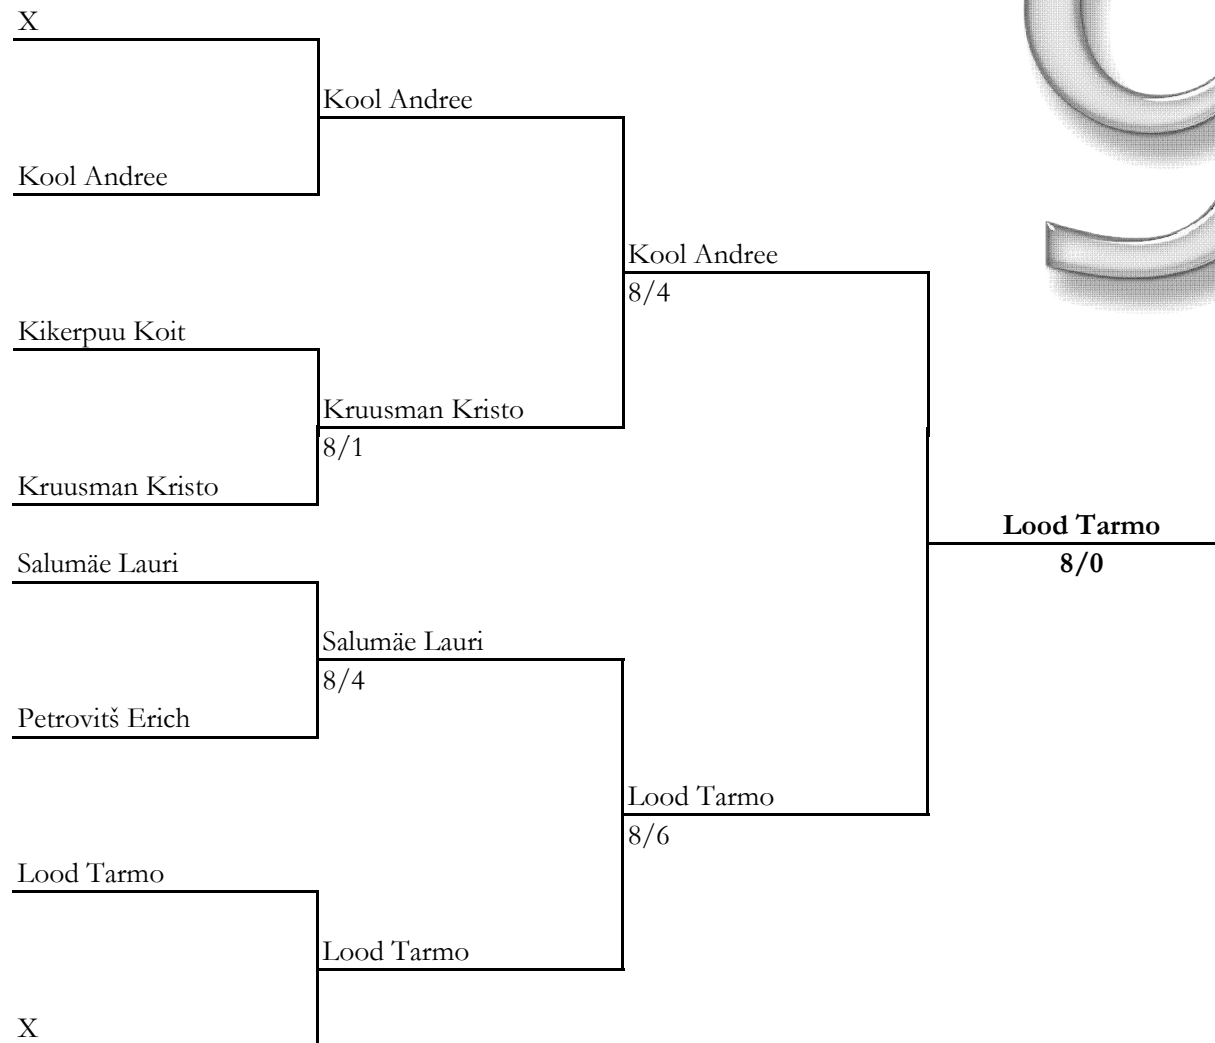 X
Kool Andree
Kool Andree
Kool Andree
8/4
Kikerpuu Koit
Kruusman Kristo
8/1
Kruusman Kristo
Lood Tarmo
8/0
Salumäe Lauri
Salumäe Lauri
8/4
Petrovitš Erich
Lood Tarmo
8/6
Lood Tarmo
Lood Tarmo
X